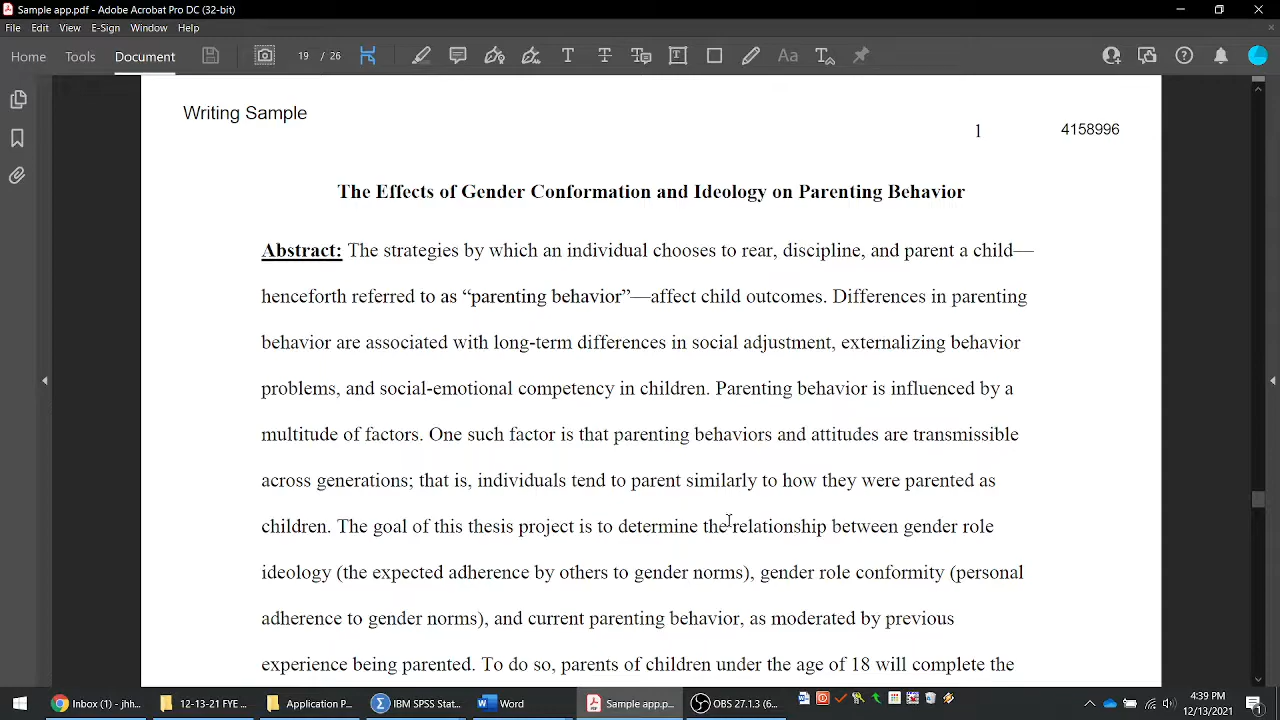 Sample app.pdf - Adobe Acrobat Pro DC (32-bit)
File Edit View E-Sign Window Help
Home Tools Document 19 / 26
Writing Sample
1 4158996
The Effects of Gender Conformation and Ideology on Parenting Behavior
Abstract: The strategies by which an individual chooses to rear, discipline, and parent a child—
henceforth referred to as “parenting behavior”—affect child outcomes. Differences in parenting
behavior are associated with long-term differences in social adjustment, externalizing behavior
problems, and social-emotional competency in children. Parenting behavior is influenced by a
multitude of factors. One such factor is that parenting behaviors and attitudes are transmissible
across generations; that is, individuals tend to parent similarly to how they were parented as
children. The goal of this thesis project is to determine the relationship between gender role
ideology (the expected adherence by others to gender norms), gender role conformity (personal
adherence to gender norms), and current parenting behavior, as moderated by previous
experience being parented. To do so, parents of children under the age of 18 will complete the
Inbox (1) - jhlh... 12-13-21 FYE ... Application P... IBM SPSS Stat... Word Sample app.p... OBS 27.1.3 (6... 4:39 PM
12/13/2021